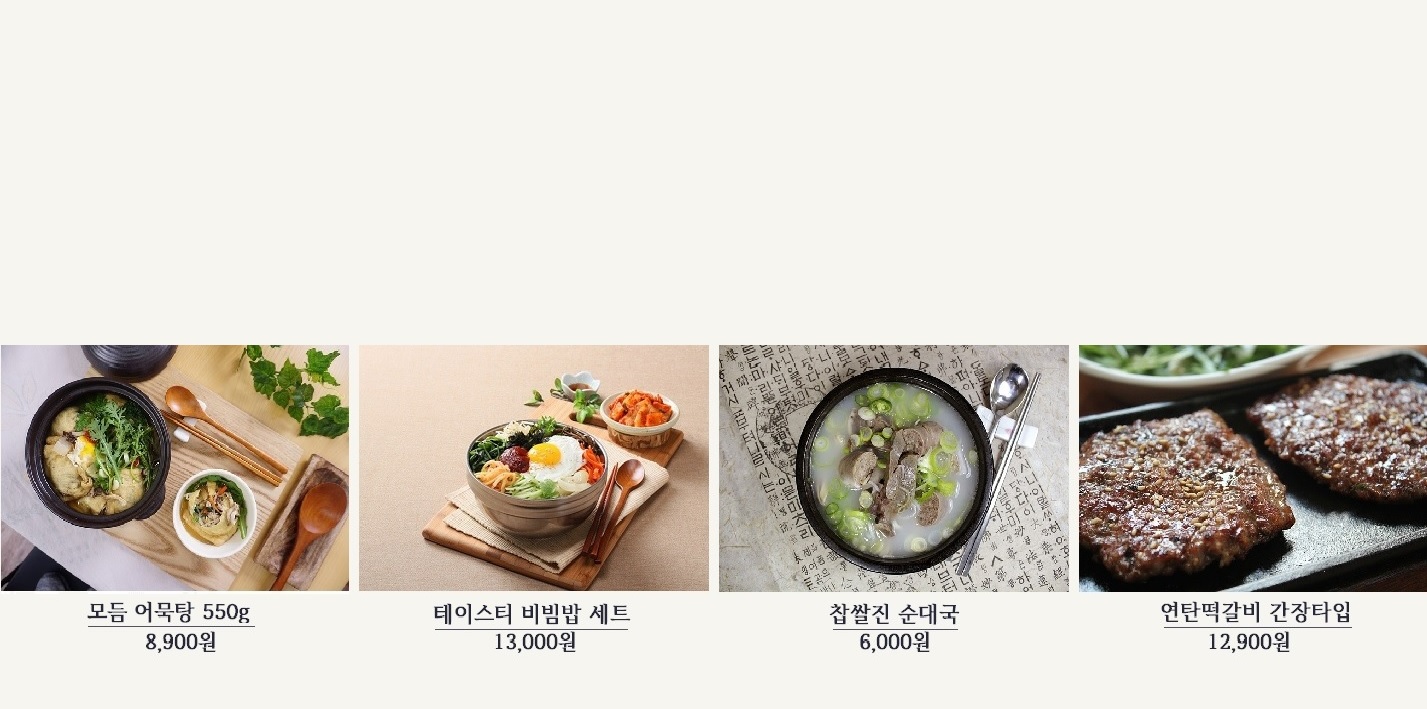 모듬 어묵탕 550g
8,900원
테이스터 비빔밥 세트
13,000원
찹쌀진 순대국
6,000원
연탄떡갈비 간장타입
12,900원